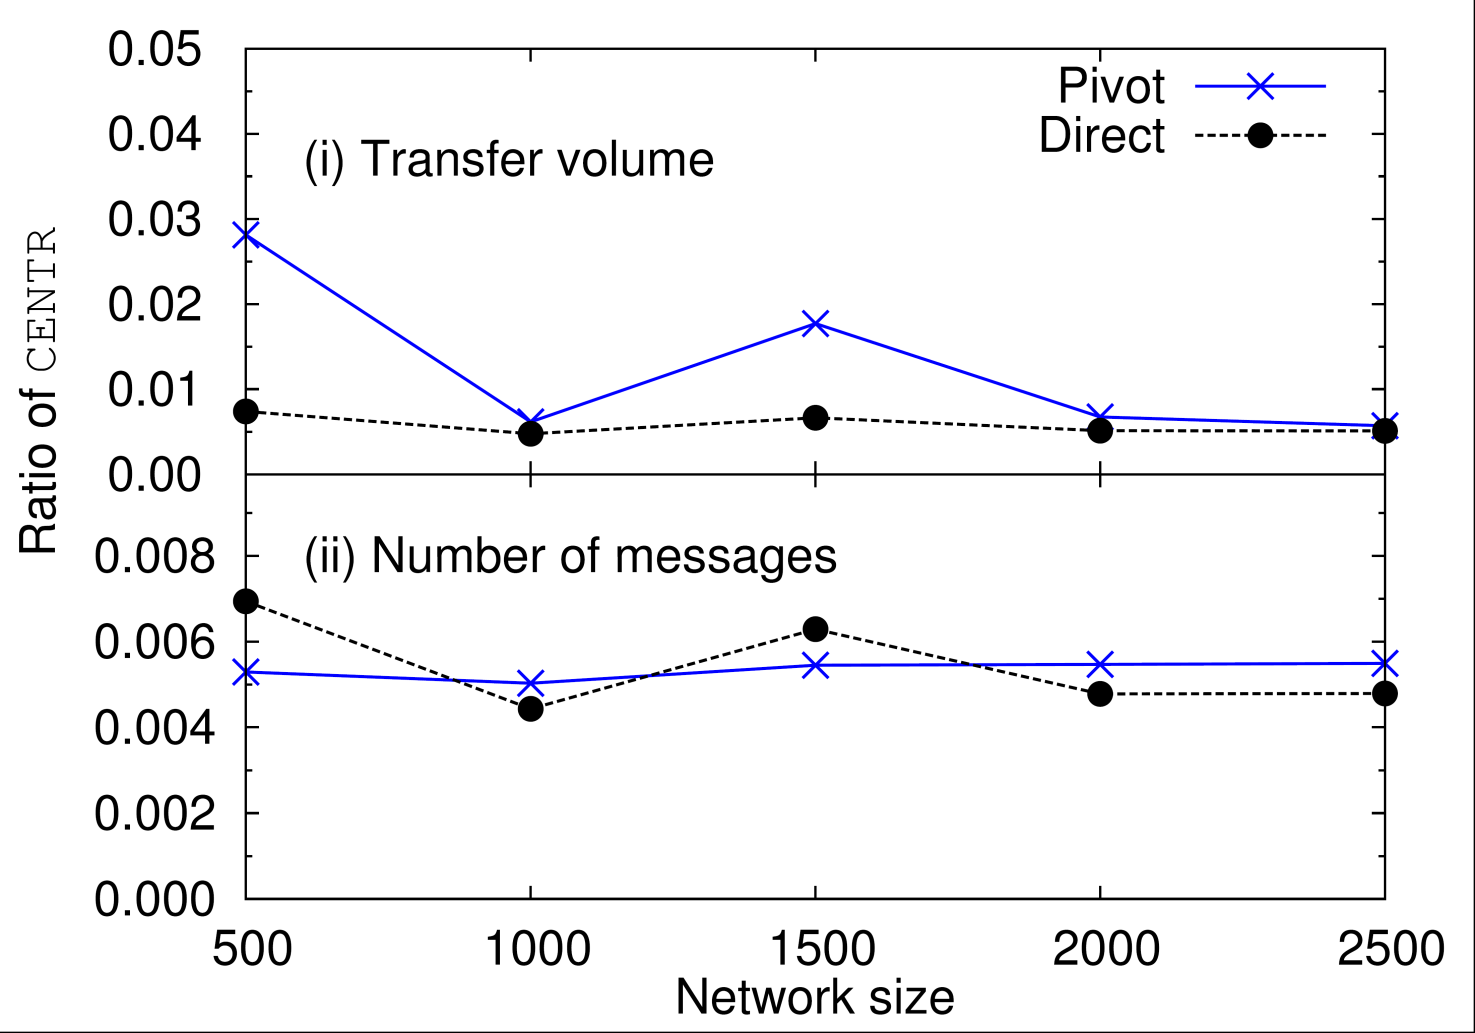 0.05
0.04
0.03
0.02
0.01
0.00
0.008
0.006
0.004
0.002
0.000
Ratio of CENTR
Pivot
Direct
(i) Transfer volume
(ii) Number of messages
500 1000 1500 2000 2500
Network size